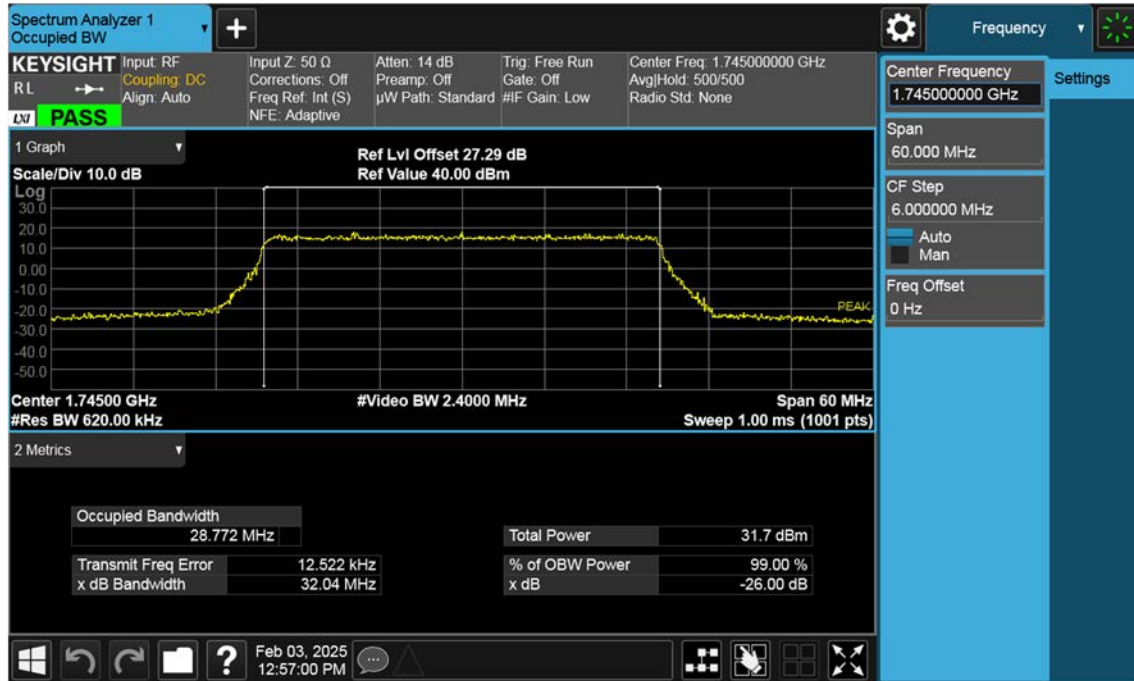 Spectrum Analyzer 1
Occupied BW
Frequency
KEYSIGHT
R L
LXI PASS
Input: RF
Coupling: DC
Align: Auto
Input Z: 50 Ω
Corrections: Off
Freq Ref: Int (S)
NFE: Adaptive
Atten: 14 dB
Preamp: Off
µW Path: Standard
Trig: Free Run
Gate: Off
#IF Gain: Low
Center Freq: 1.745000000 GHz
Avg|Hold: 500/500
Radio Std: None
Center Frequency
1.745000000 GHz
Settings
Span
60.000 MHz
CF Step
6.000000 MHz
Auto
Man
Freq Offset
0 Hz
1 Graph
Scale/Div 10.0 dB
Ref Lvl Offset 27.29 dB
Ref Value 40.00 dBm
Log
30.0
20.0
10.0
0.00
-10.0
-20.0
-30.0
-40.0
-50.0
PEAK
Center 1.74500 GHz
#Video BW 2.4000 MHz
Span 60 MHz
#Res BW 620.00 kHz
Sweep 1.00 ms (1001 pts)
2 Metrics
Occupied Bandwidth
28.772 MHz
Total Power 31.7 dBm
Transmit Freq Error 12.522 kHz
% of OBW Power 99.00 %
x dB Bandwidth 32.04 MHz
x dB -26.00 dB
?
Feb 03, 2025
12:57:00 PM